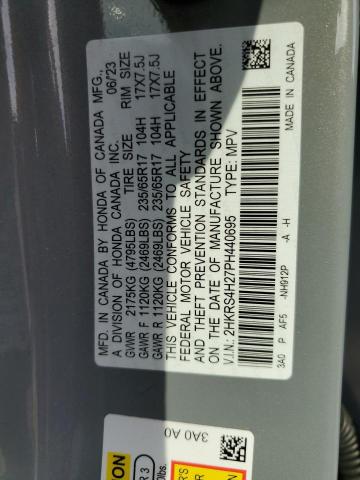 MFD. IN CANADA BY HONDA OF CANADA MFG.,
A DIVISION OF HONDA CANADA INC. 06/23
GVWR 2175KG (4795LBS) TIRE SIZE RIM SIZE
GAWR F 1120KG (2469LBS) 235/65R17 104H 17X7.5J
GAWR R 1120KG (2469LBS) 235/65R17 104H 17X7.5J
THIS VEHICLE CONFORMS TO ALL APPLICABLE
FEDERAL MOTOR VEHICLE SAFETY
AND THEFT PREVENTION STANDARDS IN EFFECT
ON THE DATE OF MANUFACTURE SHOWN ABOVE.
V.I.N.: 2HKRS4H27PH440695 TYPE: MPV
3A0 P AF5 -NH912P -A -H
MADE IN CANADA
3A0 A0
ON
R 3